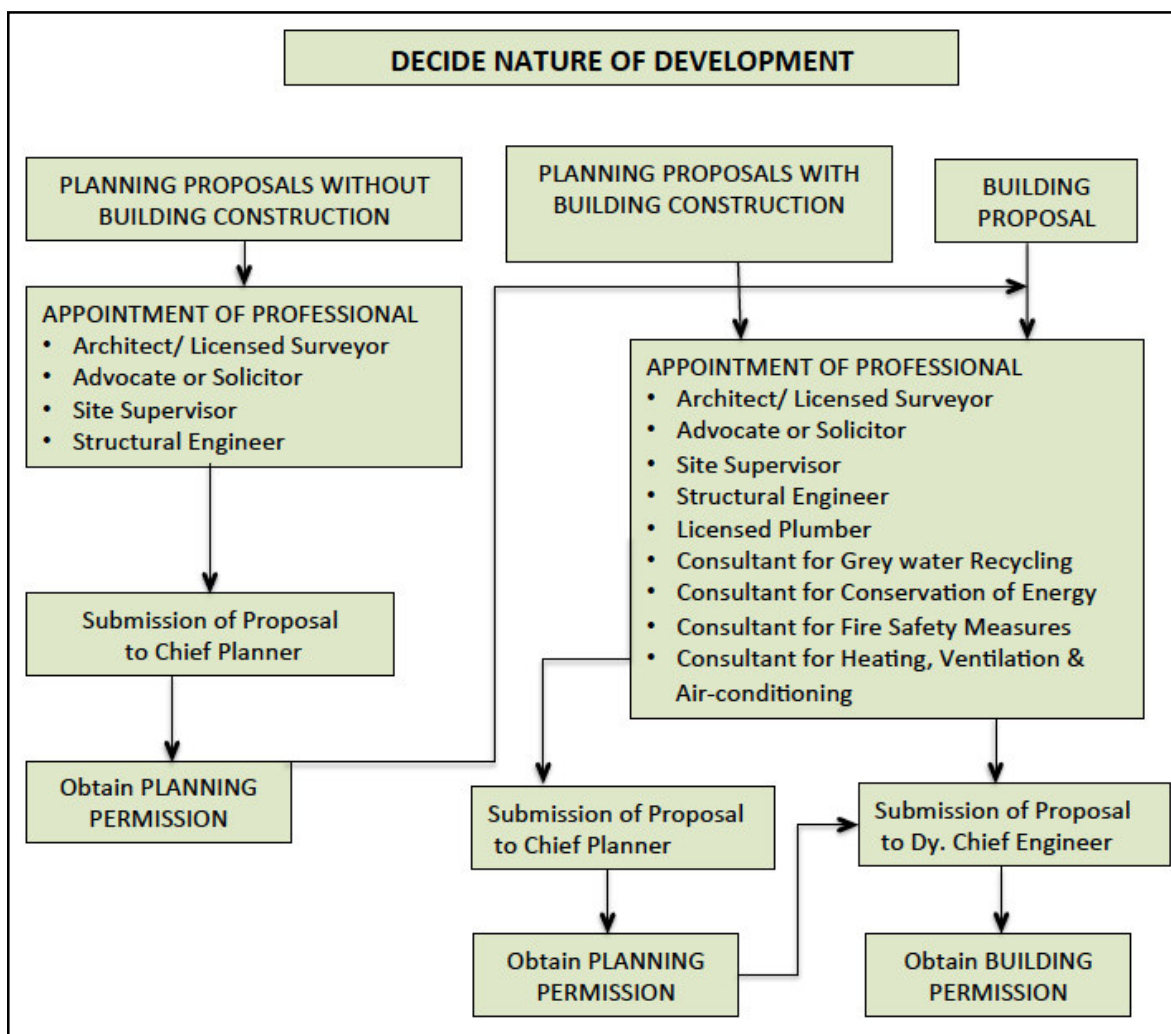 DECIDE NATURE OF DEVELOPMENT
PLANNING PROPOSALS WITHOUT
BUILDING CONSTRUCTION
PLANNING PROPOSALS WITH
BUILDING CONSTRUCTION
BUILDING
PROPOSAL
APPOINTMENT OF PROFESSIONAL
• Architect/ Licensed Surveyor
• Advocate or Solicitor
• Site Supervisor
• Structural Engineer
APPOINTMENT OF PROFESSIONAL
• Architect/ Licensed Surveyor
• Advocate or Solicitor
• Site Supervisor
• Structural Engineer
• Licensed Plumber
• Consultant for Grey water Recycling
• Consultant for Conservation of Energy
• Consultant for Fire Safety Measures
• Consultant for Heating, Ventilation &
Air-conditioning
Submission of Proposal
to Chief Planner
Obtain PLANNING
PERMISSION
Submission of Proposal
to Chief Planner
Submission of Proposal
to Dy. Chief Engineer
Obtain PLANNING
PERMISSION
Obtain BUILDING
PERMISSION